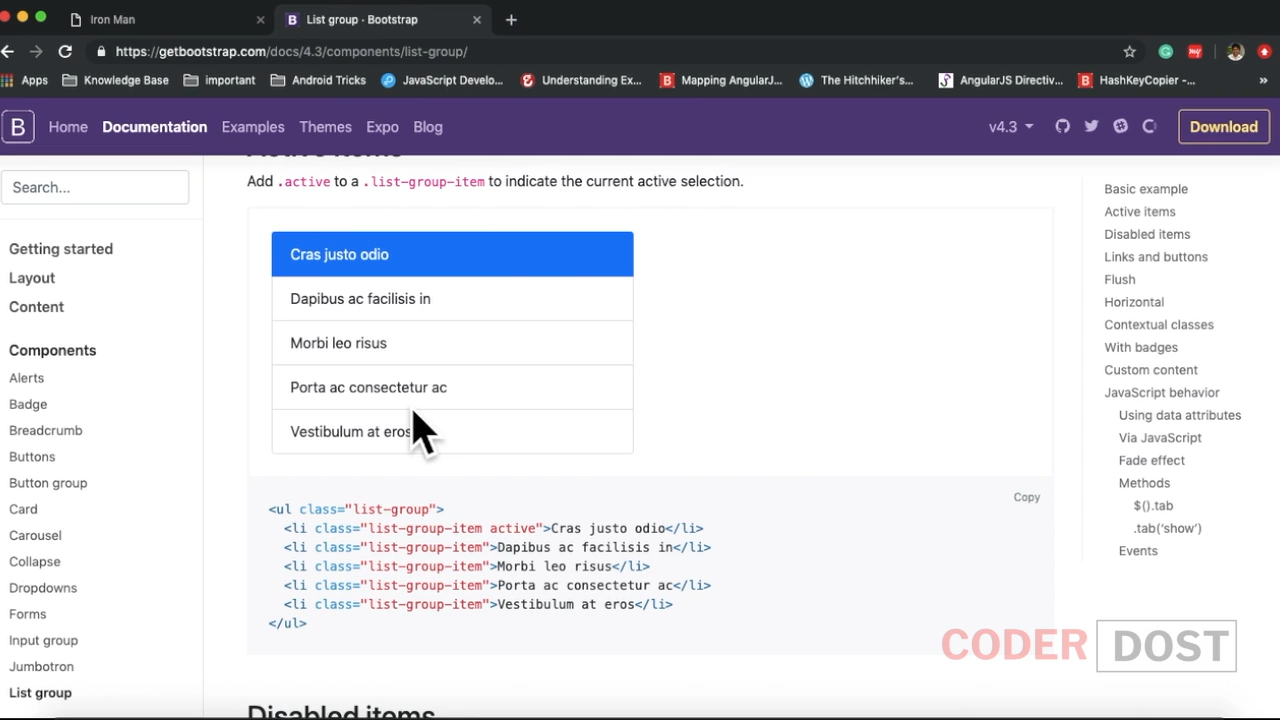 Iron Man
B List group · Bootstrap
https://getbootstrap.com/docs/4.3/components/list-group/
Apps Knowledge Base important Android Tricks JavaScript Develo... Understanding Ex... B Mapping AngularJ... The Hitchhiker's... AngularJS Directiv... B HashKeyCopier -... »
B Home Documentation Examples Themes Expo Blog v4.3 Download
Search...
Getting started
Layout
Content
Components
Alerts
Badge
Breadcrumb
Buttons
Button group
Card
Carousel
Collapse
Dropdowns
Forms
Input group
Jumbotron
List group
Active items
Add .active to a .list-group-item to indicate the current active selection.
Cras justo odio
Dapibus ac facilisis in
Morbi leo risus
Porta ac consectetur ac
Vestibulum at eros
Copy
<ul class="list-group">
<li class="list-group-item active">Cras justo odio</li>
<li class="list-group-item">Dapibus ac facilisis in</li>
<li class="list-group-item">Morbi leo risus</li>
<li class="list-group-item">Porta ac consectetur ac</li>
<li class="list-group-item">Vestibulum at eros</li>
</ul>
Disabled items
Basic example
Active items
Disabled items
Links and buttons
Flush
Horizontal
Contextual classes
With badges
Custom content
JavaScript behavior
Using data attributes
Via JavaScript
Fade effect
Methods
$().tab
.tab('show')
Events
CODER DOST